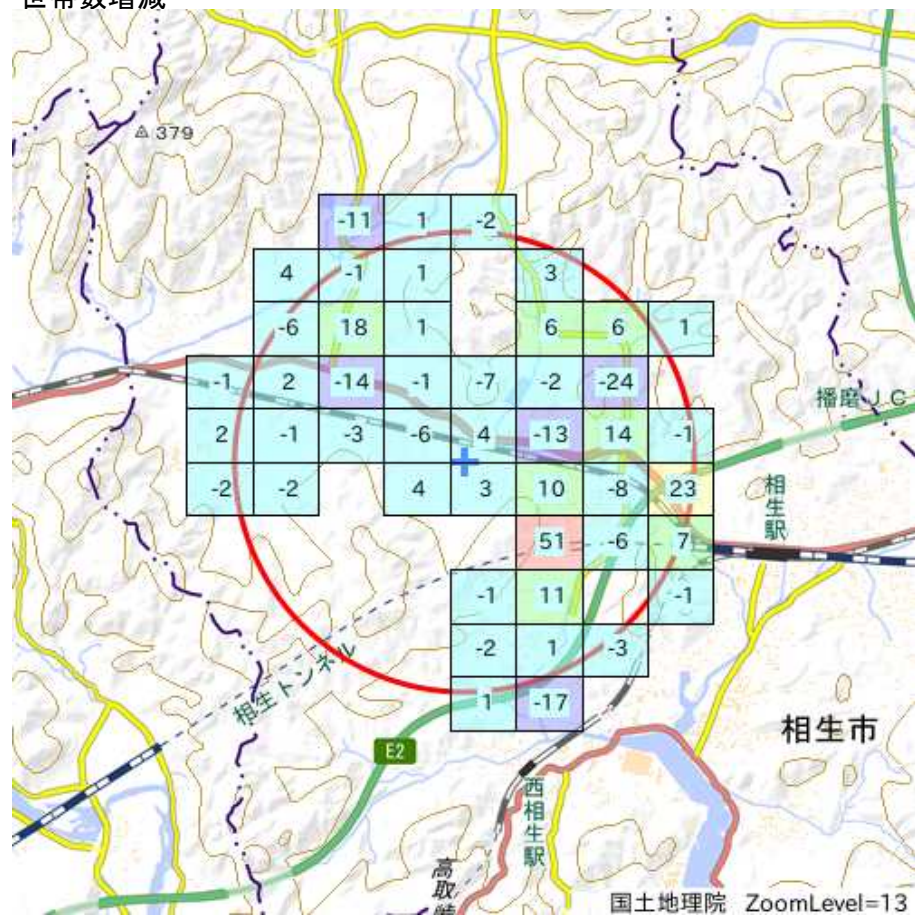 世帯数増減
379
-11 1 -2
4 -1 1 3
-6 18 1 6 6 1
-1 2 -14 -1 -7 -2 -24
播磨JC
2 -1 -3 -6 4 -13 14 -1
-2 -2 4 3 10 -8 23
相生駅
51 -6 7
-1 11 -1
-2 1 -3
相生トンネル
1 -17
相生市
E2
西相生駅
高取峠
国土地理院 ZoomLevel=13